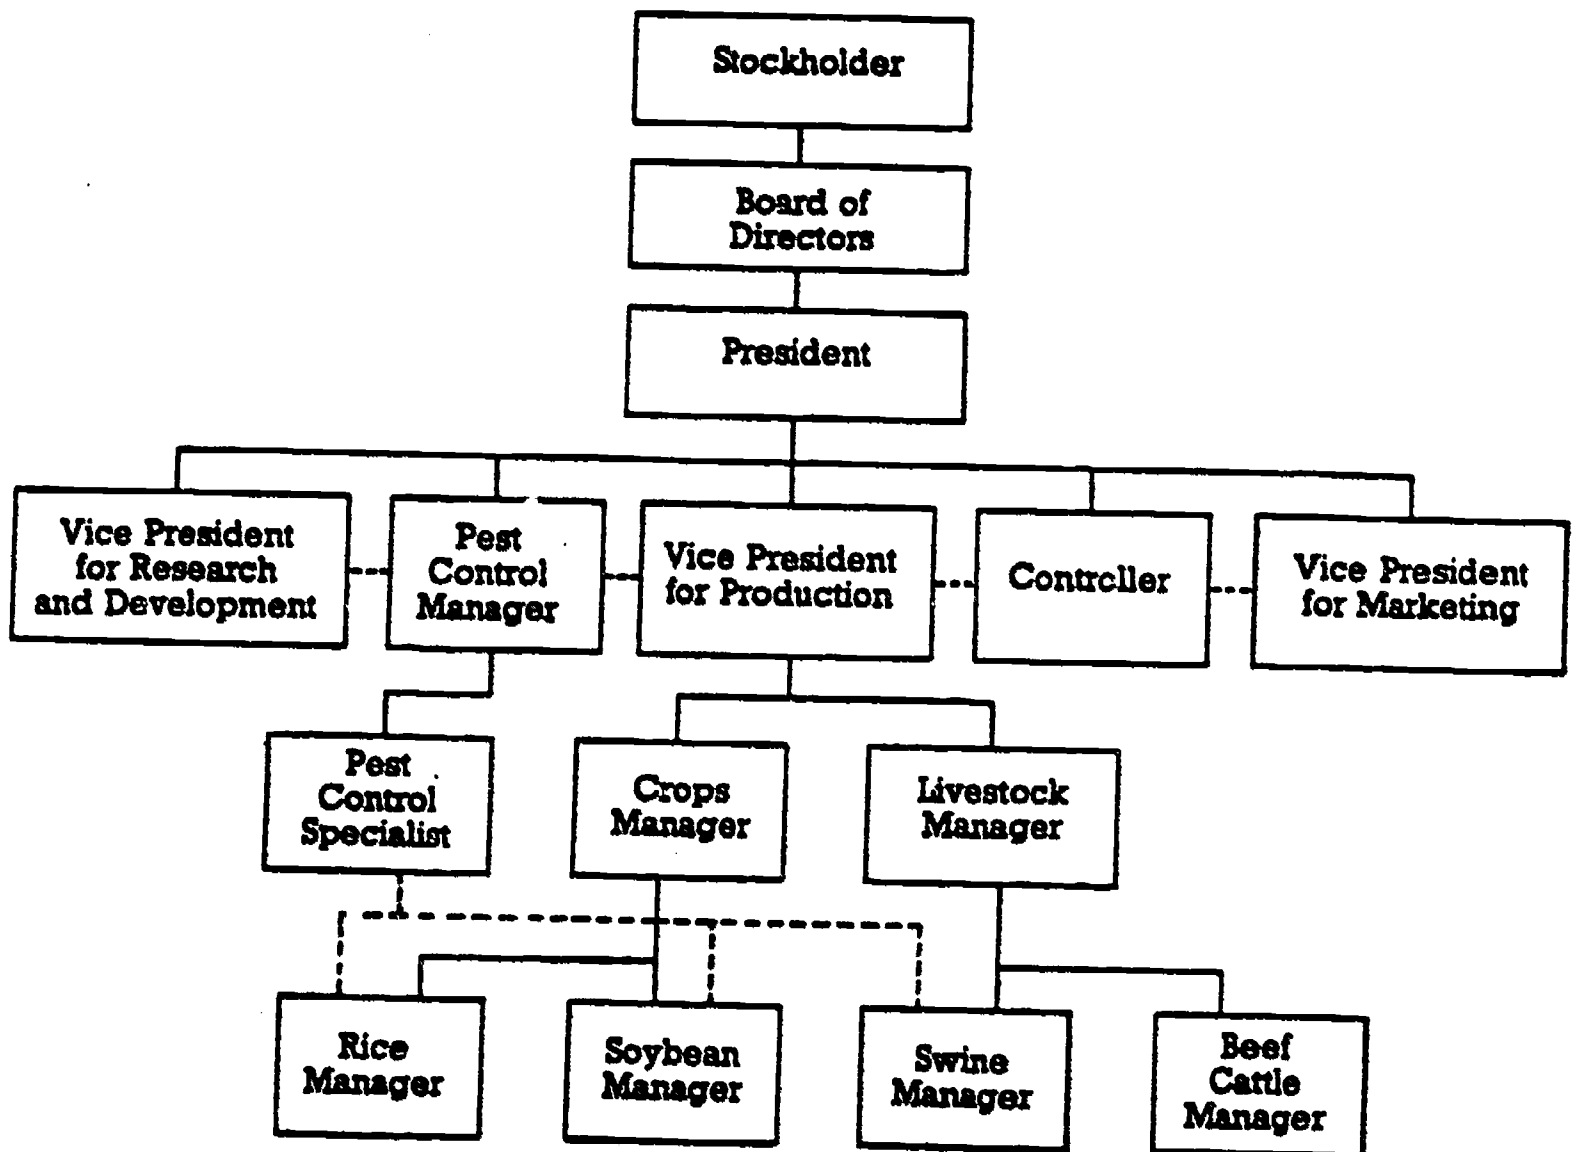 Stockholder
Board of
Directors
President
Vice President
for Research
and Development
Pest
Control
Manager
Vice President
for Production
Controller
Vice President
for Marketing
Pest
Control
Specialist
Crops
Manager
Livestock
Manager
Rice
Manager
Soybean
Manager
Swine
Manager
Beef
Cattle
Manager